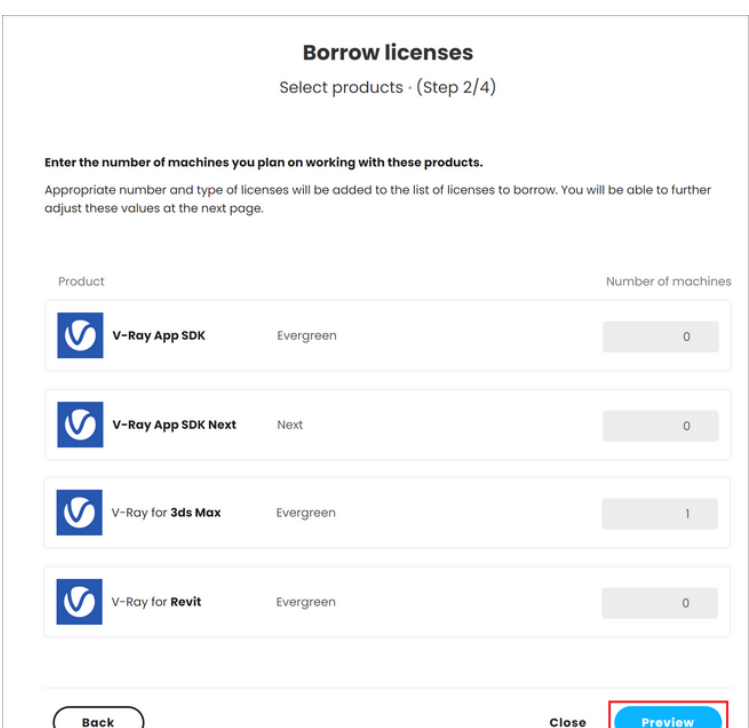 Borrow licenses
Select products · (Step 2/4)
Enter the number of machines you plan on working with these products.
Appropriate number and type of licenses will be added to the list of licenses to borrow. You will be able to further
adjust these values at the next page.
Product Number of machines
V-Ray App SDK Evergreen 0
V-Ray App SDK Next Next 0
V-Ray for 3ds Max Evergreen 1
V-Ray for Revit Evergreen 0
Back Close Preview